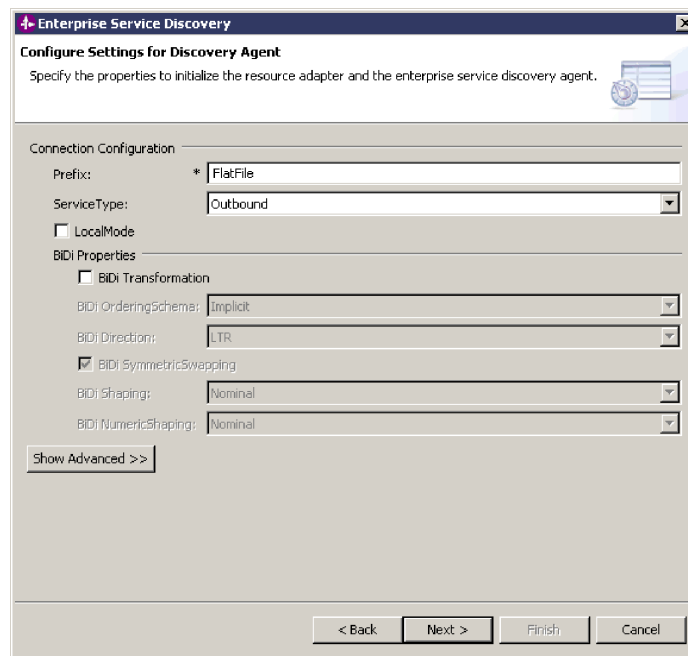 Enterprise Service Discovery
Configure Settings for Discovery Agent
Specify the properties to initialize the resource adapter and the enterprise service discovery agent.
Connection Configuration
Prefix: * FlatFile
ServiceType: Outbound
LocalMode
BiDi Properties
BiDi Transformation
BiDi OrderingSchema: Implicit
BiDi Direction: LTR
BiDi SymmetricSwapping
BiDi Shaping: Nominal
BiDi NumericShaping: Nominal
Show Advanced >>
< Back Next > Finish Cancel